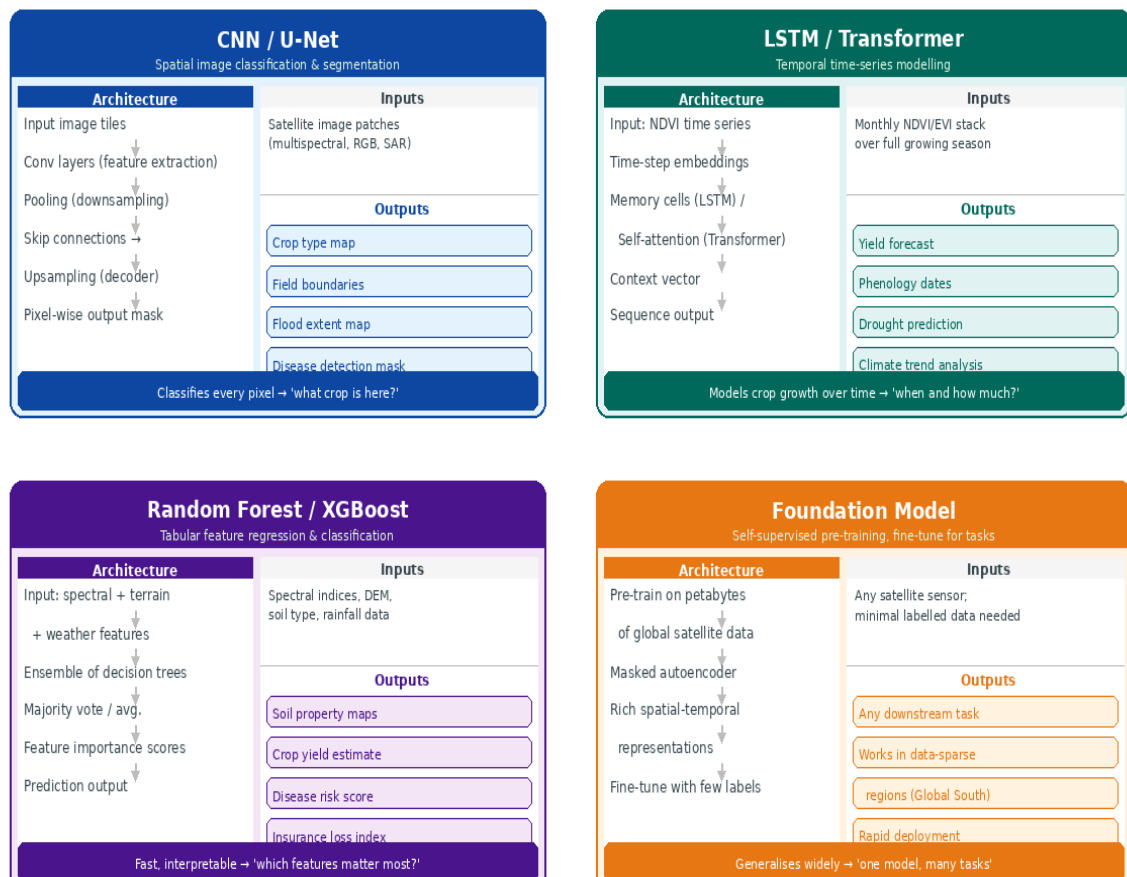 CNN / U-Net
Spatial image classification & segmentation
Architecture
Input image tiles
Conv layers (feature extraction)
Pooling (downsampling)
Skip connections →
Upsampling (decoder)
Pixel-wise output mask
Inputs
Satellite image patches
(multispectral, RGB, SAR)
Outputs
Crop type map
Field boundaries
Flood extent map
Disease detection mask
Classifies every pixel → 'what crop is here?'
LSTM / Transformer
Temporal time-series modelling
Architecture
Input: NDVI time series
Time-step embeddings
Memory cells (LSTM) /
Self-attention (Transformer)
Context vector
Sequence output
Inputs
Monthly NDVI/EVI stack
over full growing season
Outputs
Yield forecast
Phenology dates
Drought prediction
Climate trend analysis
Models crop growth over time → 'when and how much?'
Random Forest / XGBoost
Tabular feature regression & classification
Architecture
Input: spectral + terrain
+ weather features
Ensemble of decision trees
Majority vote / avg.
Feature importance scores
Prediction output
Inputs
Spectral indices, DEM,
soil type, rainfall data
Outputs
Soil property maps
Crop yield estimate
Disease risk score
Insurance loss index
Fast, interpretable → 'which features matter most?'
Foundation Model
Self-supervised pre-training, fine-tune for tasks
Architecture
Pre-train on petabytes
of global satellite data
Masked autoencoder
Rich spatial-temporal
representations
Fine-tune with few labels
Inputs
Any satellite sensor;
minimal labelled data needed
Outputs
Any downstream task
Works in data-sparse
regions (Global South)
Rapid deployment
Generalises widely → 'one model, many tasks'